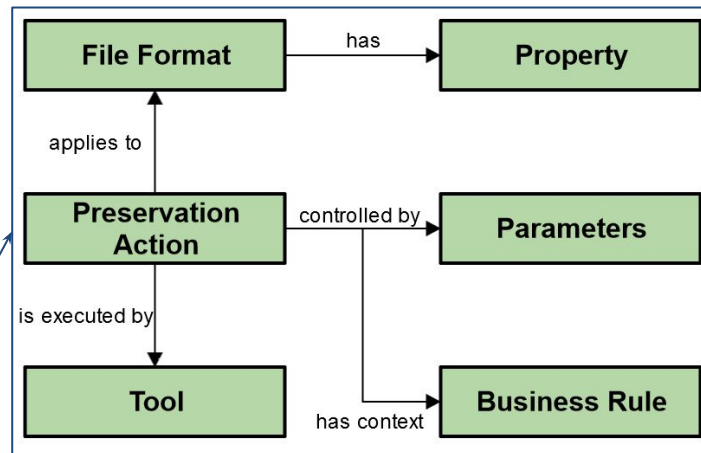 File Format
has
Property
applies to
Preservation
Action
controlled by
Parameters
is executed by
Tool
has context
Business Rule